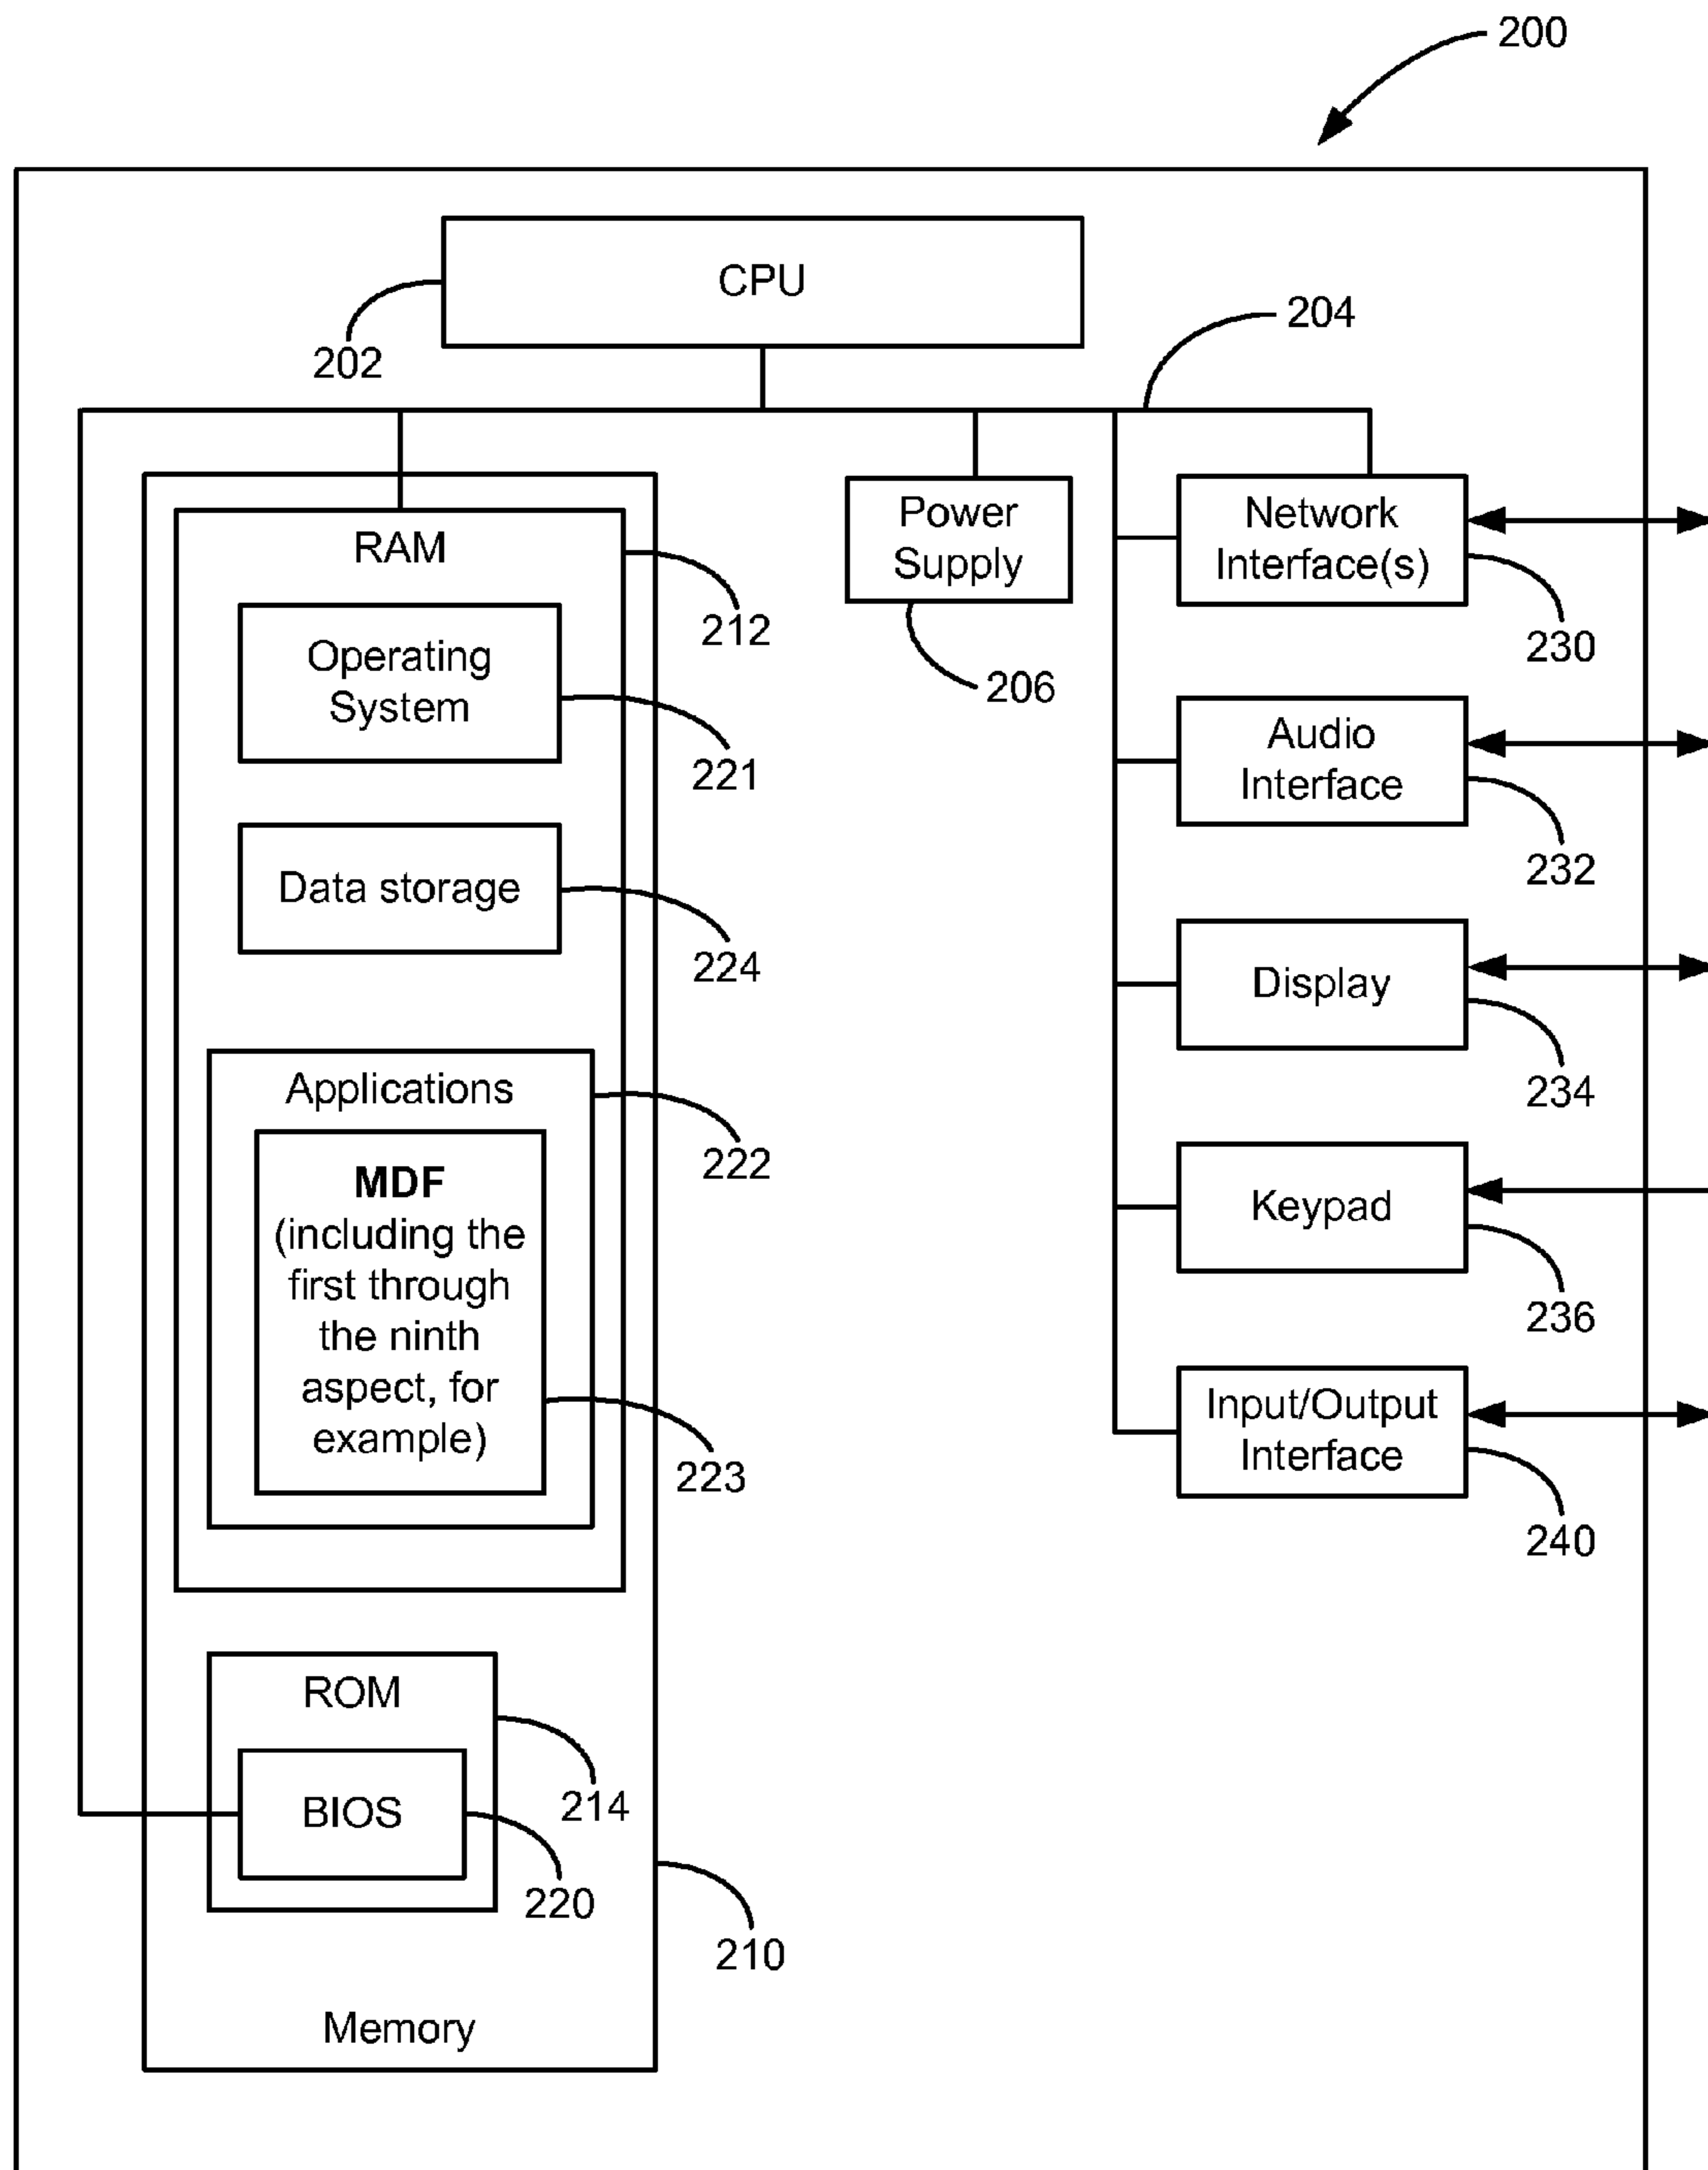 200
CPU
202
204
RAM
212
Operating
System
221
Data storage
224
Applications
222
MDF
(including the
first through
the ninth
aspect, for
example)
223
ROM
214
BIOS
220
210
Memory
Power
Supply
206
Network
Interface(s)
230
Audio
Interface
232
Display
234
Keypad
236
Input/Output
Interface
240